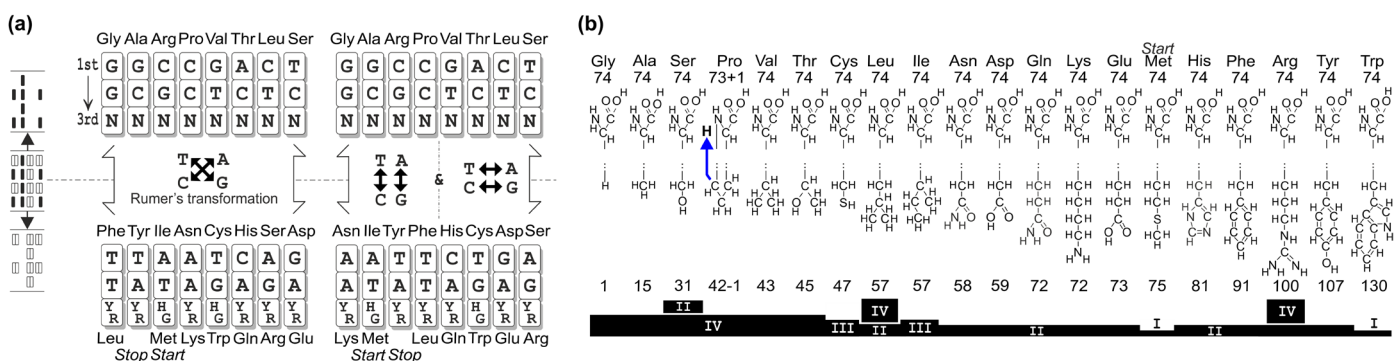 (a)
Gly Ala Arg Pro Val Thr Leu Ser
1st G G C C G A C T
G C G C T C T C
3rd N N N N N N N N
T A
C G
Rumer's transformation
Phe Tyr Ile Asn Cys His Ser Asp
T T A A T C A G
T A T A G A G A
Y Y H Y H Y Y Y
R R G R G R R R
Leu Met Lys Trp Gln Arg Glu
Stop Start
Gly Ala Arg Pro Val Thr Leu Ser
G G C C G A C T
G C G C T C T C
N N N N N N N N
T A
C G
&
T A
C G
Asn Ile Tyr Phe His Cys Asp Ser
A A T T C T G A
A T A T A G A G
Y H Y Y Y H Y Y
R G R R R G R R
Lys Met Leu Gln Trp Glu Arg
Start Stop
(b)
Start
Gly Ala Ser Pro Val Thr Cys Leu Ile Asn Asp Gln Lys Glu Met His Phe Arg Tyr Trp
74 74 74 73+1 74 74 74 74 74 74 74 74 74 74 74 74 74 74 74 74
H
1 15 31 42-1 43 45 47 57 57 58 59 72 72 73 75 81 91 100 107 130
II IV IV
IV III II III II I II I